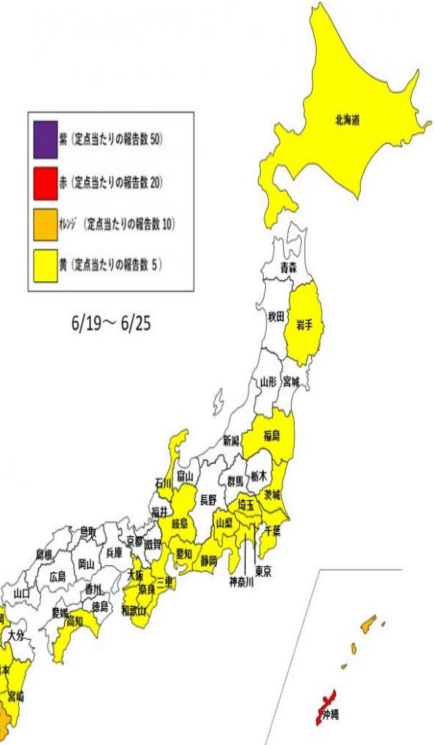 紫（定点当たりの報告数 50）
赤（定点当たりの報告数 20）
ｵﾚﾝｼﾞ（定点当たりの報告数 10）
黄（定点当たりの報告数 5）
6/19～ 6/25
北海道
青森
秋田
岩手
山形
宮城
新潟
福島
石川
富山
群馬
栃木
長野
茨城
福井
埼玉
岐阜
山梨
千葉
鳥取
京都
滋賀
愛知
静岡
東京
島根
兵庫
岡山
大阪
奈良
三重
神奈川
広島
山口
香川
徳島
和歌山
愛媛
高知
大分
本
宮崎
沖縄